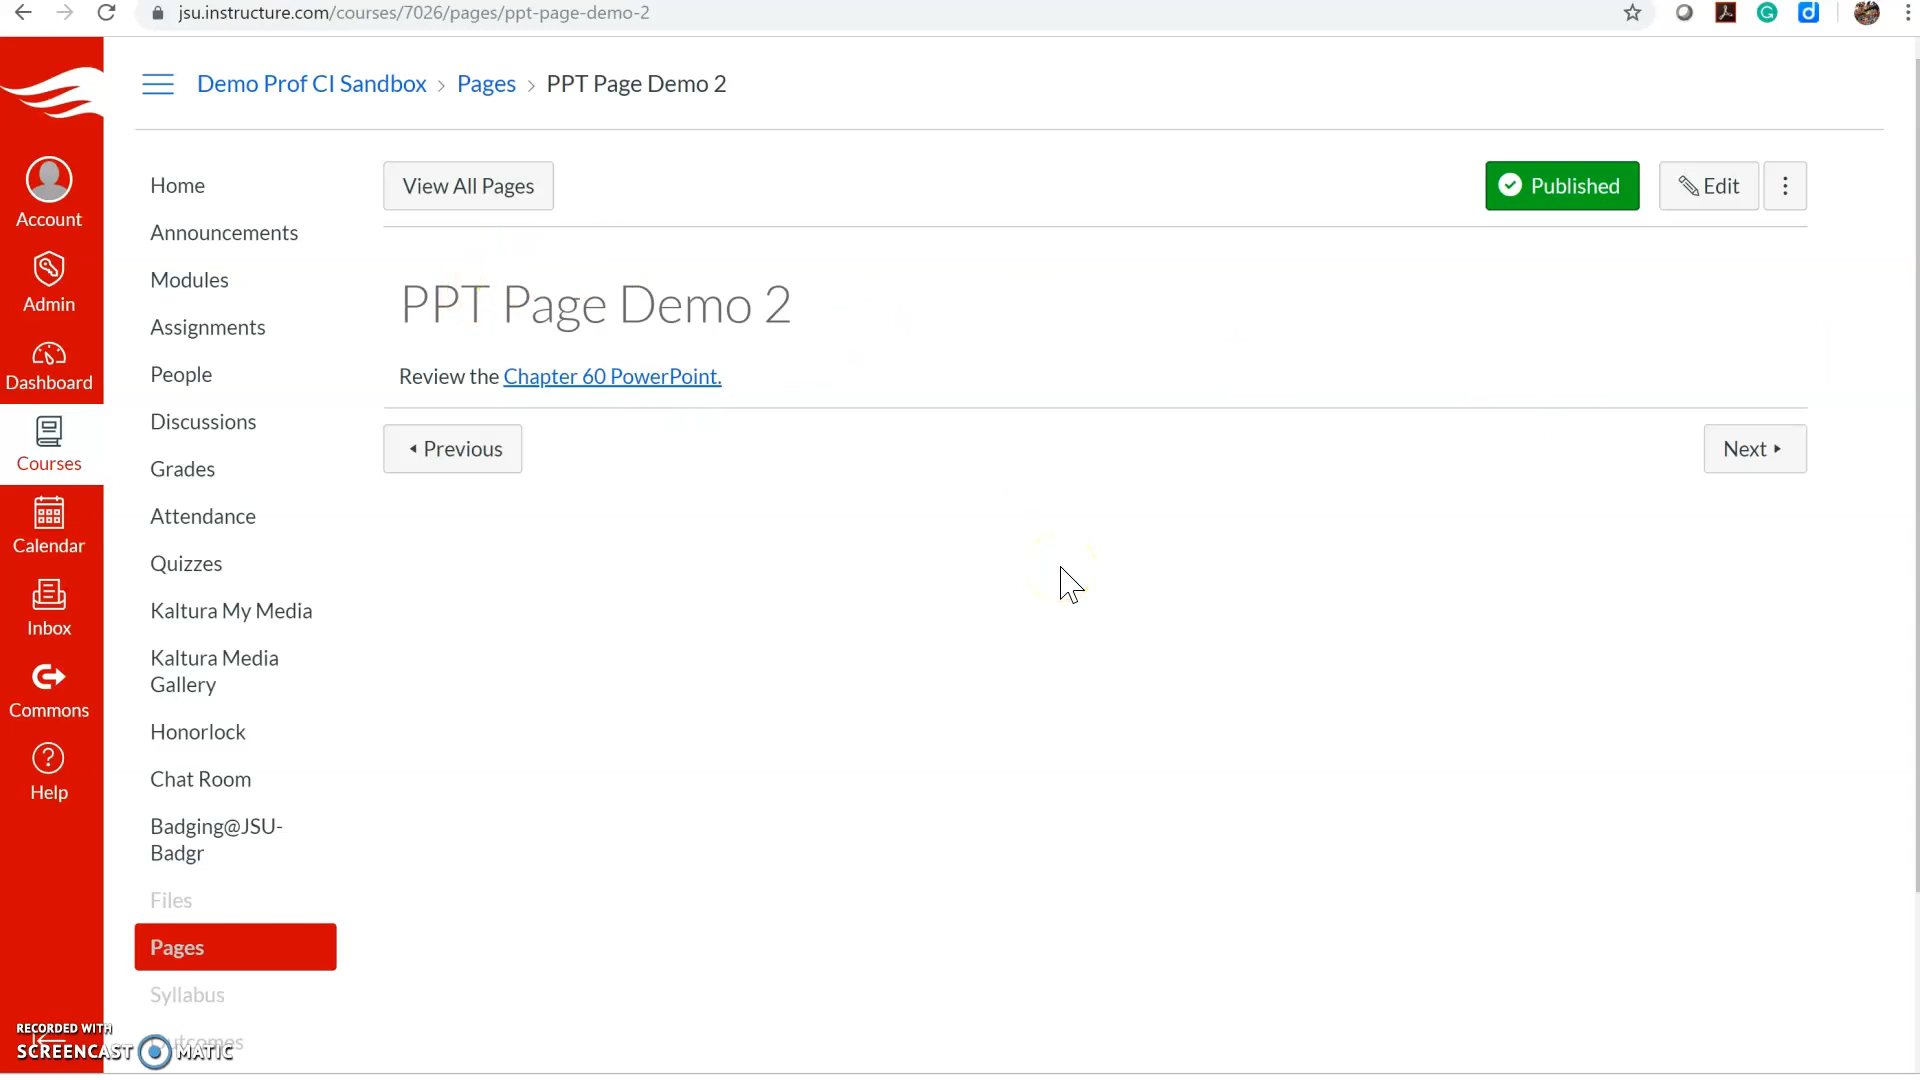 jsu.instructure.com/courses/7026/pages/ppt-page-demo-2
Demo Prof CI Sandbox › Pages › PPT Page Demo 2
Account
Admin
Dashboard
Courses
Calendar
Inbox
Commons
Help
Home
Announcements
Modules
Assignments
People
Discussions
Grades
Attendance
Quizzes
Kaltura My Media
Kaltura Media
Gallery
Honorlock
Chat Room
Badging@JSU-
Badgr
Files
Pages
Syllabus
Outcomes
View All Pages
Published
Edit
PPT Page Demo 2
Review the Chapter 60 PowerPoint.
Previous
Next
RECORDED WITH
SCREENCAST MATIC